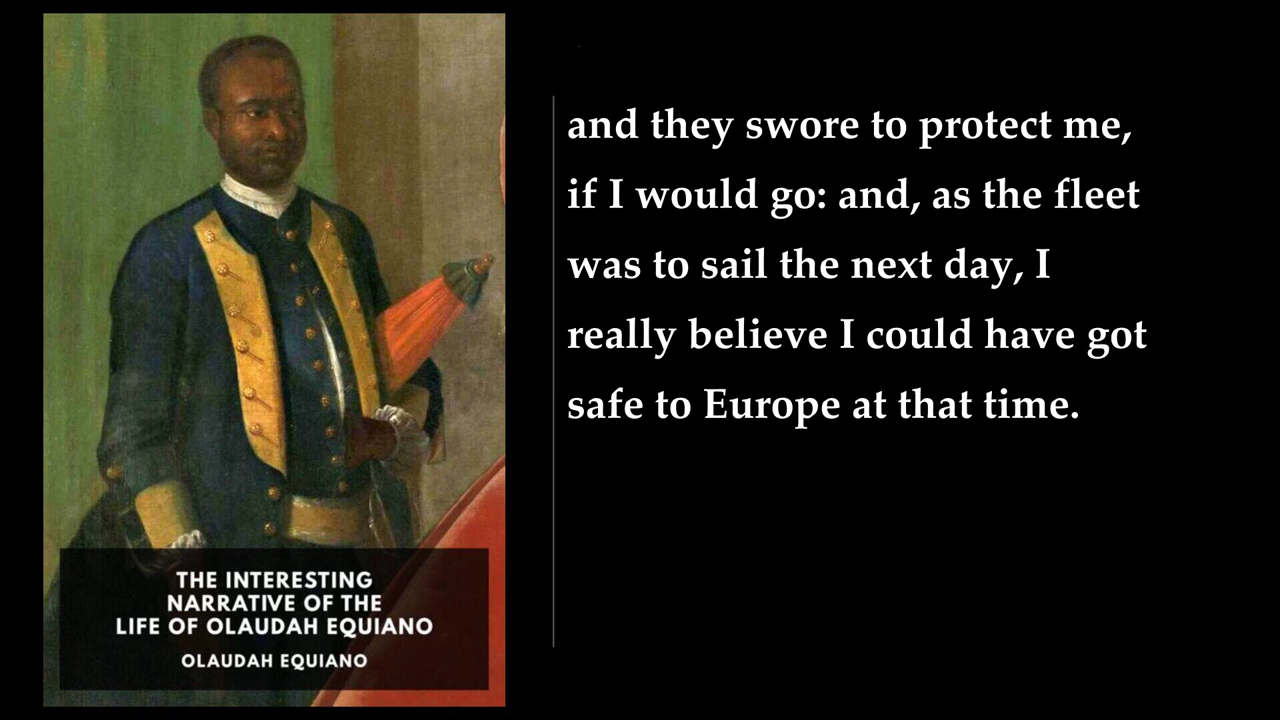 and they swore to protect me,
if I would go: and, as the fleet
was to sail the next day, I
really believe I could have got
safe to Europe at that time.
THE INTERESTING
NARRATIVE OF THE
LIFE OF OLAUDAH EQUIANO
OLAUDAH EQUIANO